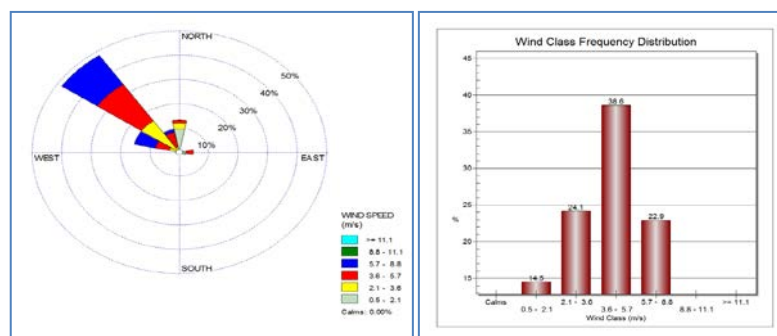 NORTH
50%
40%
30%
20%
10%
WEST
EAST
SOUTH
WIND SPEED
(m/s)
>= 11.1
8.8 - 11.1
5.7 - 8.8
3.6 - 5.7
2.1 - 3.6
0.5 - 2.1
Calms: 0.00%
Wind Class Frequency Distribution
45
40
35
30
25
20
15
%
14.5
24.1
38.6
22.9
Calms
0.5 - 2.1
2.1 - 3.6
3.6 - 5.7
5.7 - 8.8
8.8 - 11.1
>= 11.1
Wind Class (m/s)